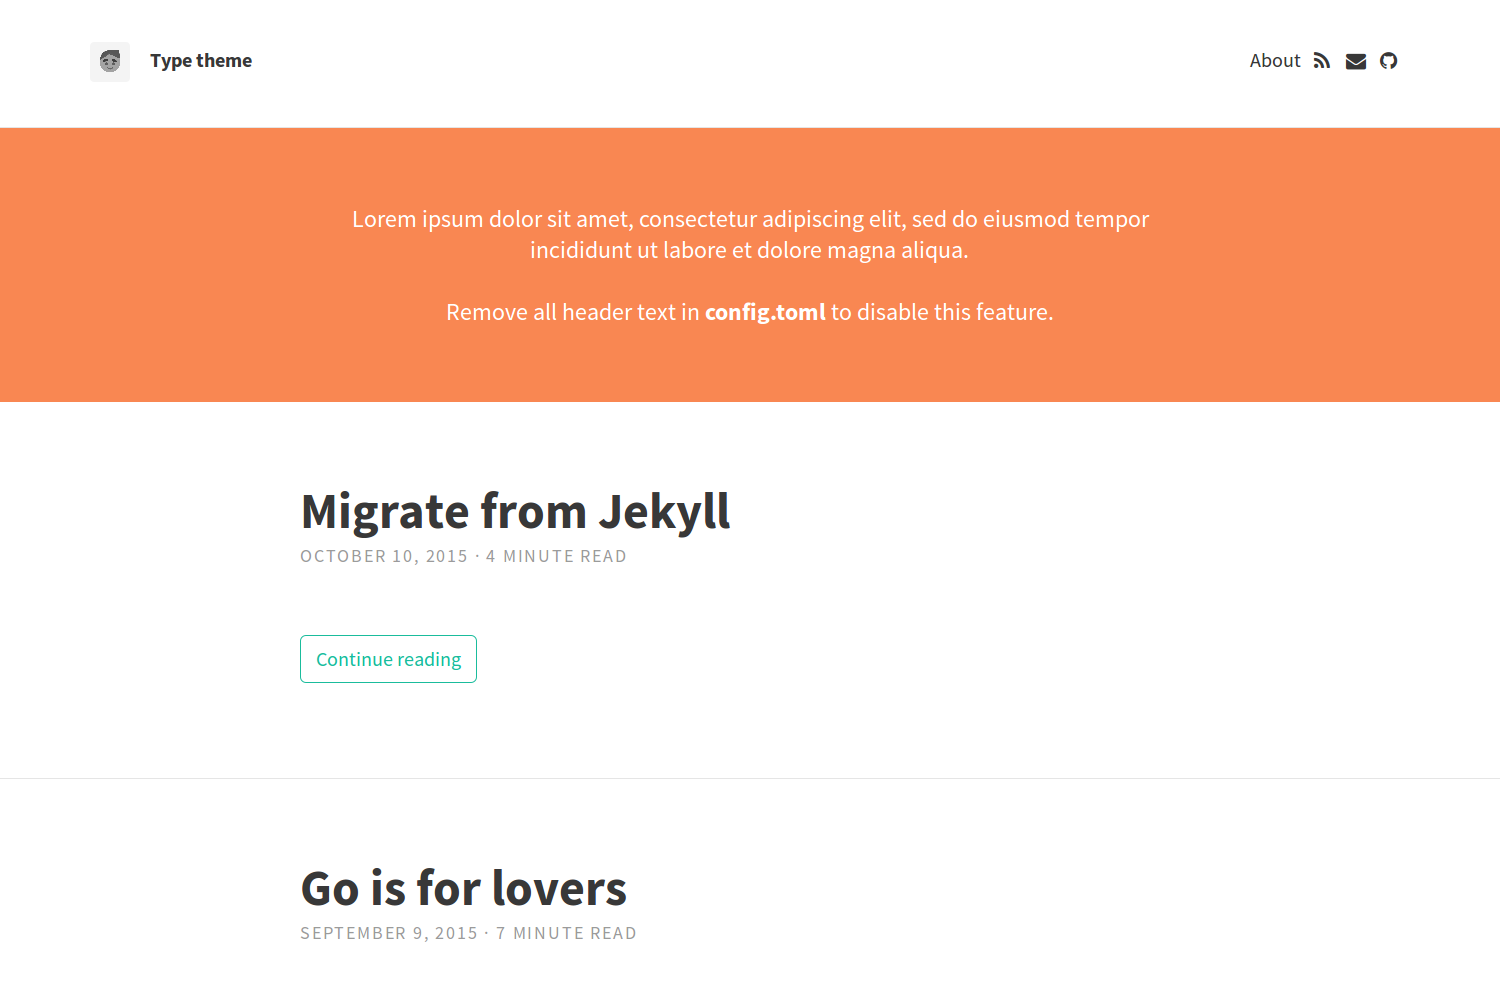 Type theme
About
Lorem ipsum dolor sit amet, consectetur adipiscing elit, sed do eiusmod tempor
incididunt ut labore et dolore magna aliqua.
Remove all header text in config.toml to disable this feature.
Migrate from Jekyll
OCTOBER 10, 2015 · 4 MINUTE READ
Continue reading
Go is for lovers
SEPTEMBER 9, 2015 · 7 MINUTE READ